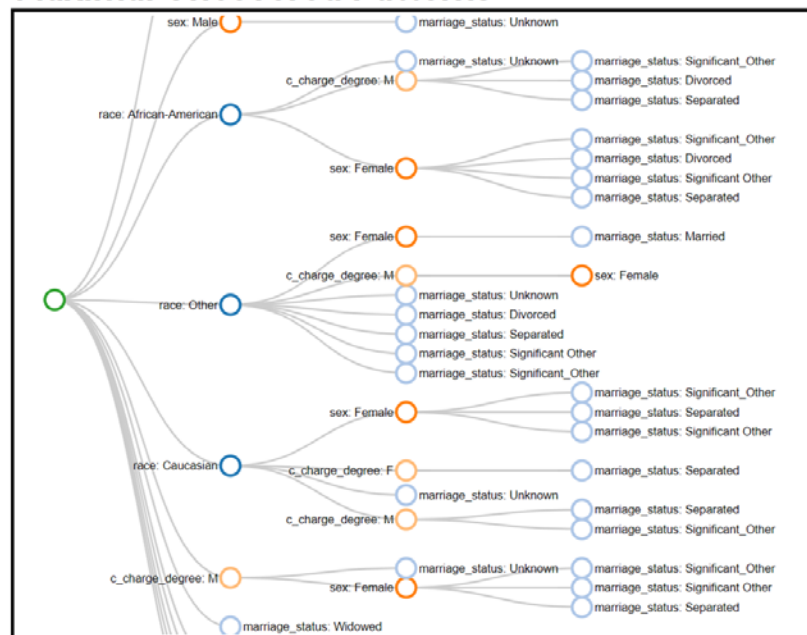 sex: Male
marriage_status: Unknown
marriage_status: Unknown
marriage_status: Significant_Other
c_charge_degree: M
marriage_status: Divorced
marriage_status: Separated
race: African-American
marriage_status: Significant_Other
marriage_status: Divorced
sex: Female
marriage_status: Significant Other
marriage_status: Separated
sex: Female
marriage_status: Married
c_charge_degree: M
sex: Female
marriage_status: Unknown
race: Other
marriage_status: Divorced
marriage_status: Separated
marriage_status: Significant Other
marriage_status: Significant_Other
marriage_status: Significant_Other
sex: Female
marriage_status: Separated
marriage_status: Significant Other
race: Caucasian
c_charge_degree: F
marriage_status: Separated
marriage_status: Unknown
marriage_status: Separated
c_charge_degree: M
marriage_status: Significant_Other
marriage_status: Unknown
marriage_status: Significant_Other
c_charge_degree: M
sex: Female
marriage_status: Significant Other
marriage_status: Separated
marriage_status: Widowed